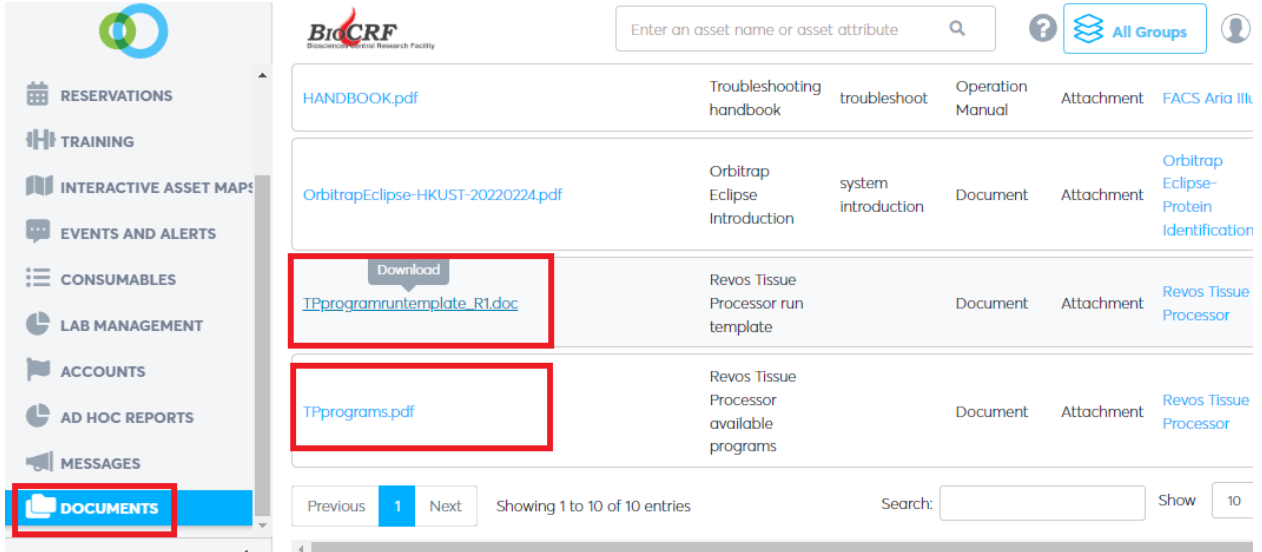 BioCRF
Biosciences Central Research Facility
Enter an asset name or asset attribute
?
All Groups
RESERVATIONS
TRAINING
INTERACTIVE ASSET MAPS
EVENTS AND ALERTS
CONSUMABLES
LAB MANAGEMENT
ACCOUNTS
AD HOC REPORTS
MESSAGES
DOCUMENTS
HANDBOOK.pdf
Troubleshooting
handbook
troubleshoot
Operation
Manual
Attachment
FACS Aria IIIu
OrbitrapEclipse-HKUST-20220224.pdf
Orbitrap
Eclipse
Introduction
system
introduction
Document
Attachment
Orbitrap
Eclipse-
Protein
Identification
Download
TPprogramruntemplate_R1.doc
Revos Tissue
Processor run
template
Document
Attachment
Revos Tissue
Processor
TPprograms.pdf
Revos Tissue
Processor
available
programs
Document
Attachment
Revos Tissue
Processor
Previous 1 Next Showing 1 to 10 of 10 entries Search: Show 10